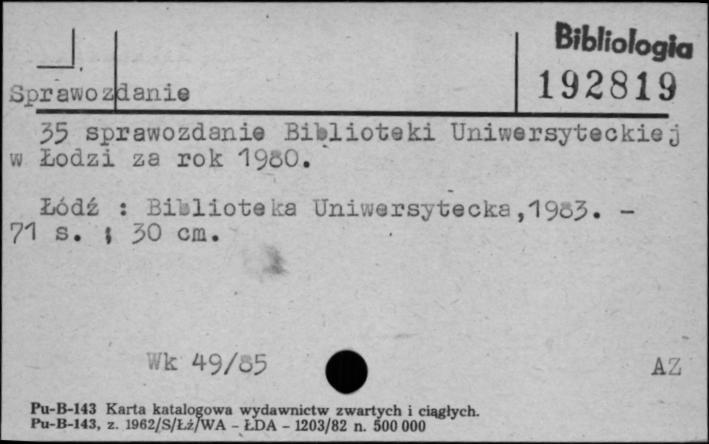 Bibliologia
192819
Sprawozdanie
35 sprawozdanie Biblioteki Uniwersyteckiej
w Łodzi za rok 1980.
Łódź : Biblioteka Uniwersytecka,1983. -
71 s. ; 30 cm.
Wk 49/85
AZ
Pu-B-143 Karta katalogowa wydawnictw zwartych i ciągłych.
Pu-B-143, z. 1962/S/Łż/WA - ŁDA - 1203/82 n. 500 000